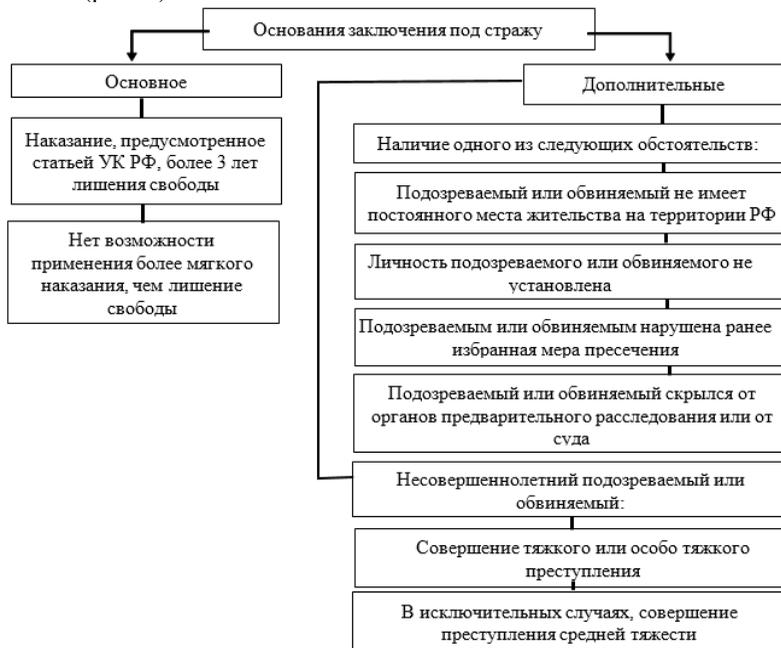 Основания заключения под стражу
Основное
Наказание, предусмотренное
статьей УК РФ, более 3 лет
лишения свободы
Нет возможности
применения более мягкого
наказания, чем лишение
свободы
Дополнительные
Наличие одного из следующих обстоятельств:
Подозреваемый или обвиняемый не имеет
постоянного места жительства на территории РФ
Личность подозреваемого или обвиняемого не
установлена
Подозреваемым или обвиняемым нарушена ранее
избранная мера пресечения
Подозреваемый или обвиняемый скрылся от
органов предварительного расследования или от
суда
Несовершеннолетний подозреваемый или
обвиняемый:
Совершение тяжкого или особо тяжкого
преступления
В исключительных случаях, совершение
преступления средней тяжести